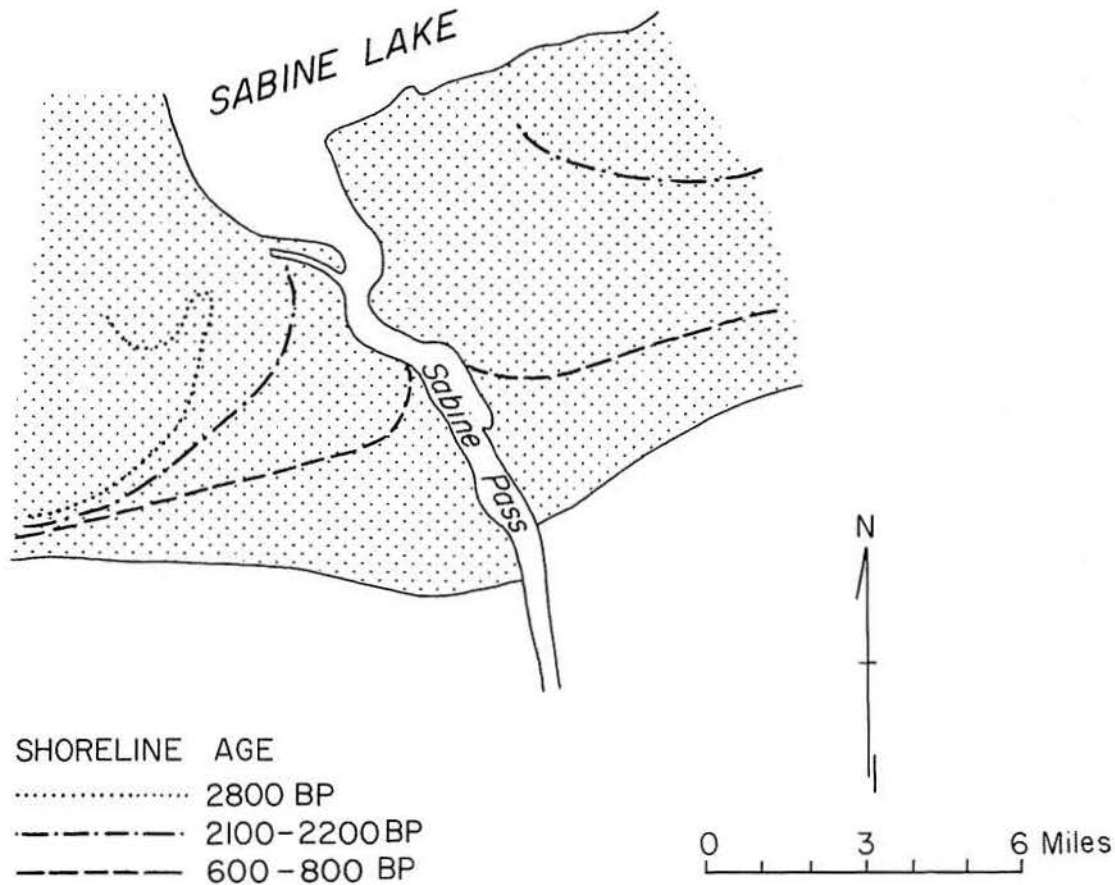 SABINE LAKE
Sabine
Pass
N
SHORELINE AGE
2800 BP
2100-2200 BP
600-800 BP
0 3 6 Miles